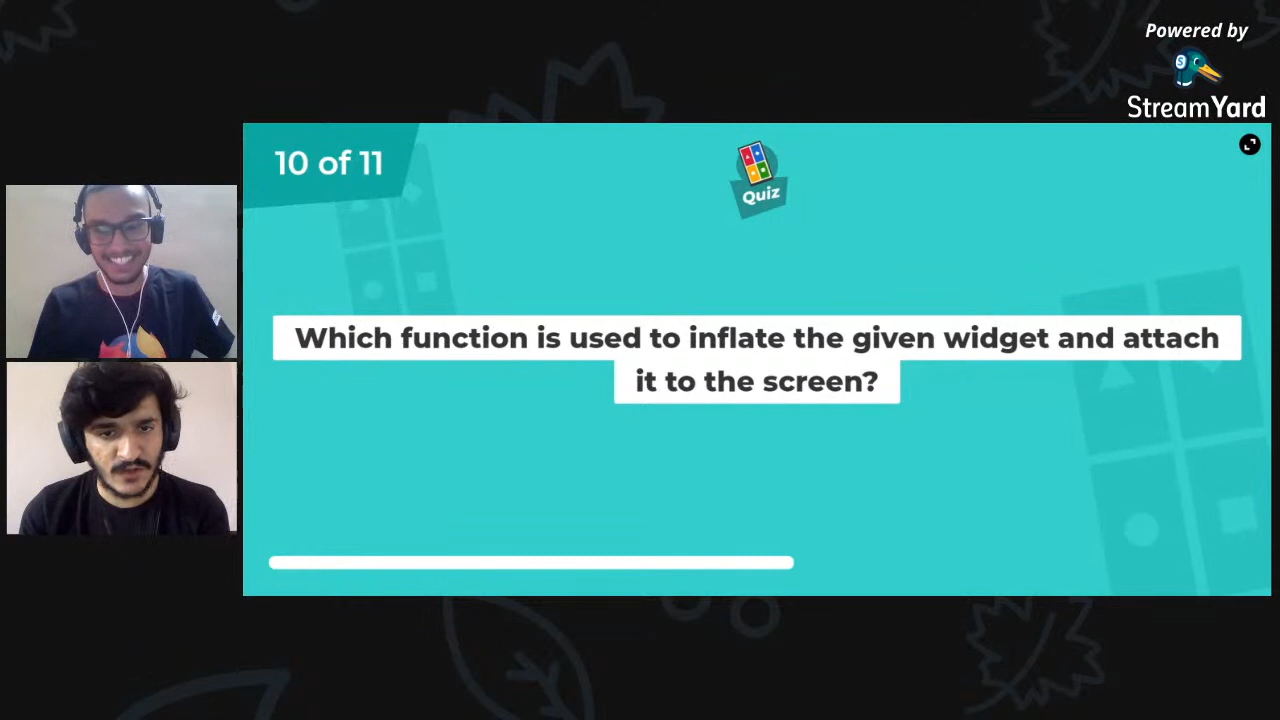 Powered by
StreamYard
10 of 11
Quiz
Which function is used to inflate the given widget and attach
it to the screen?